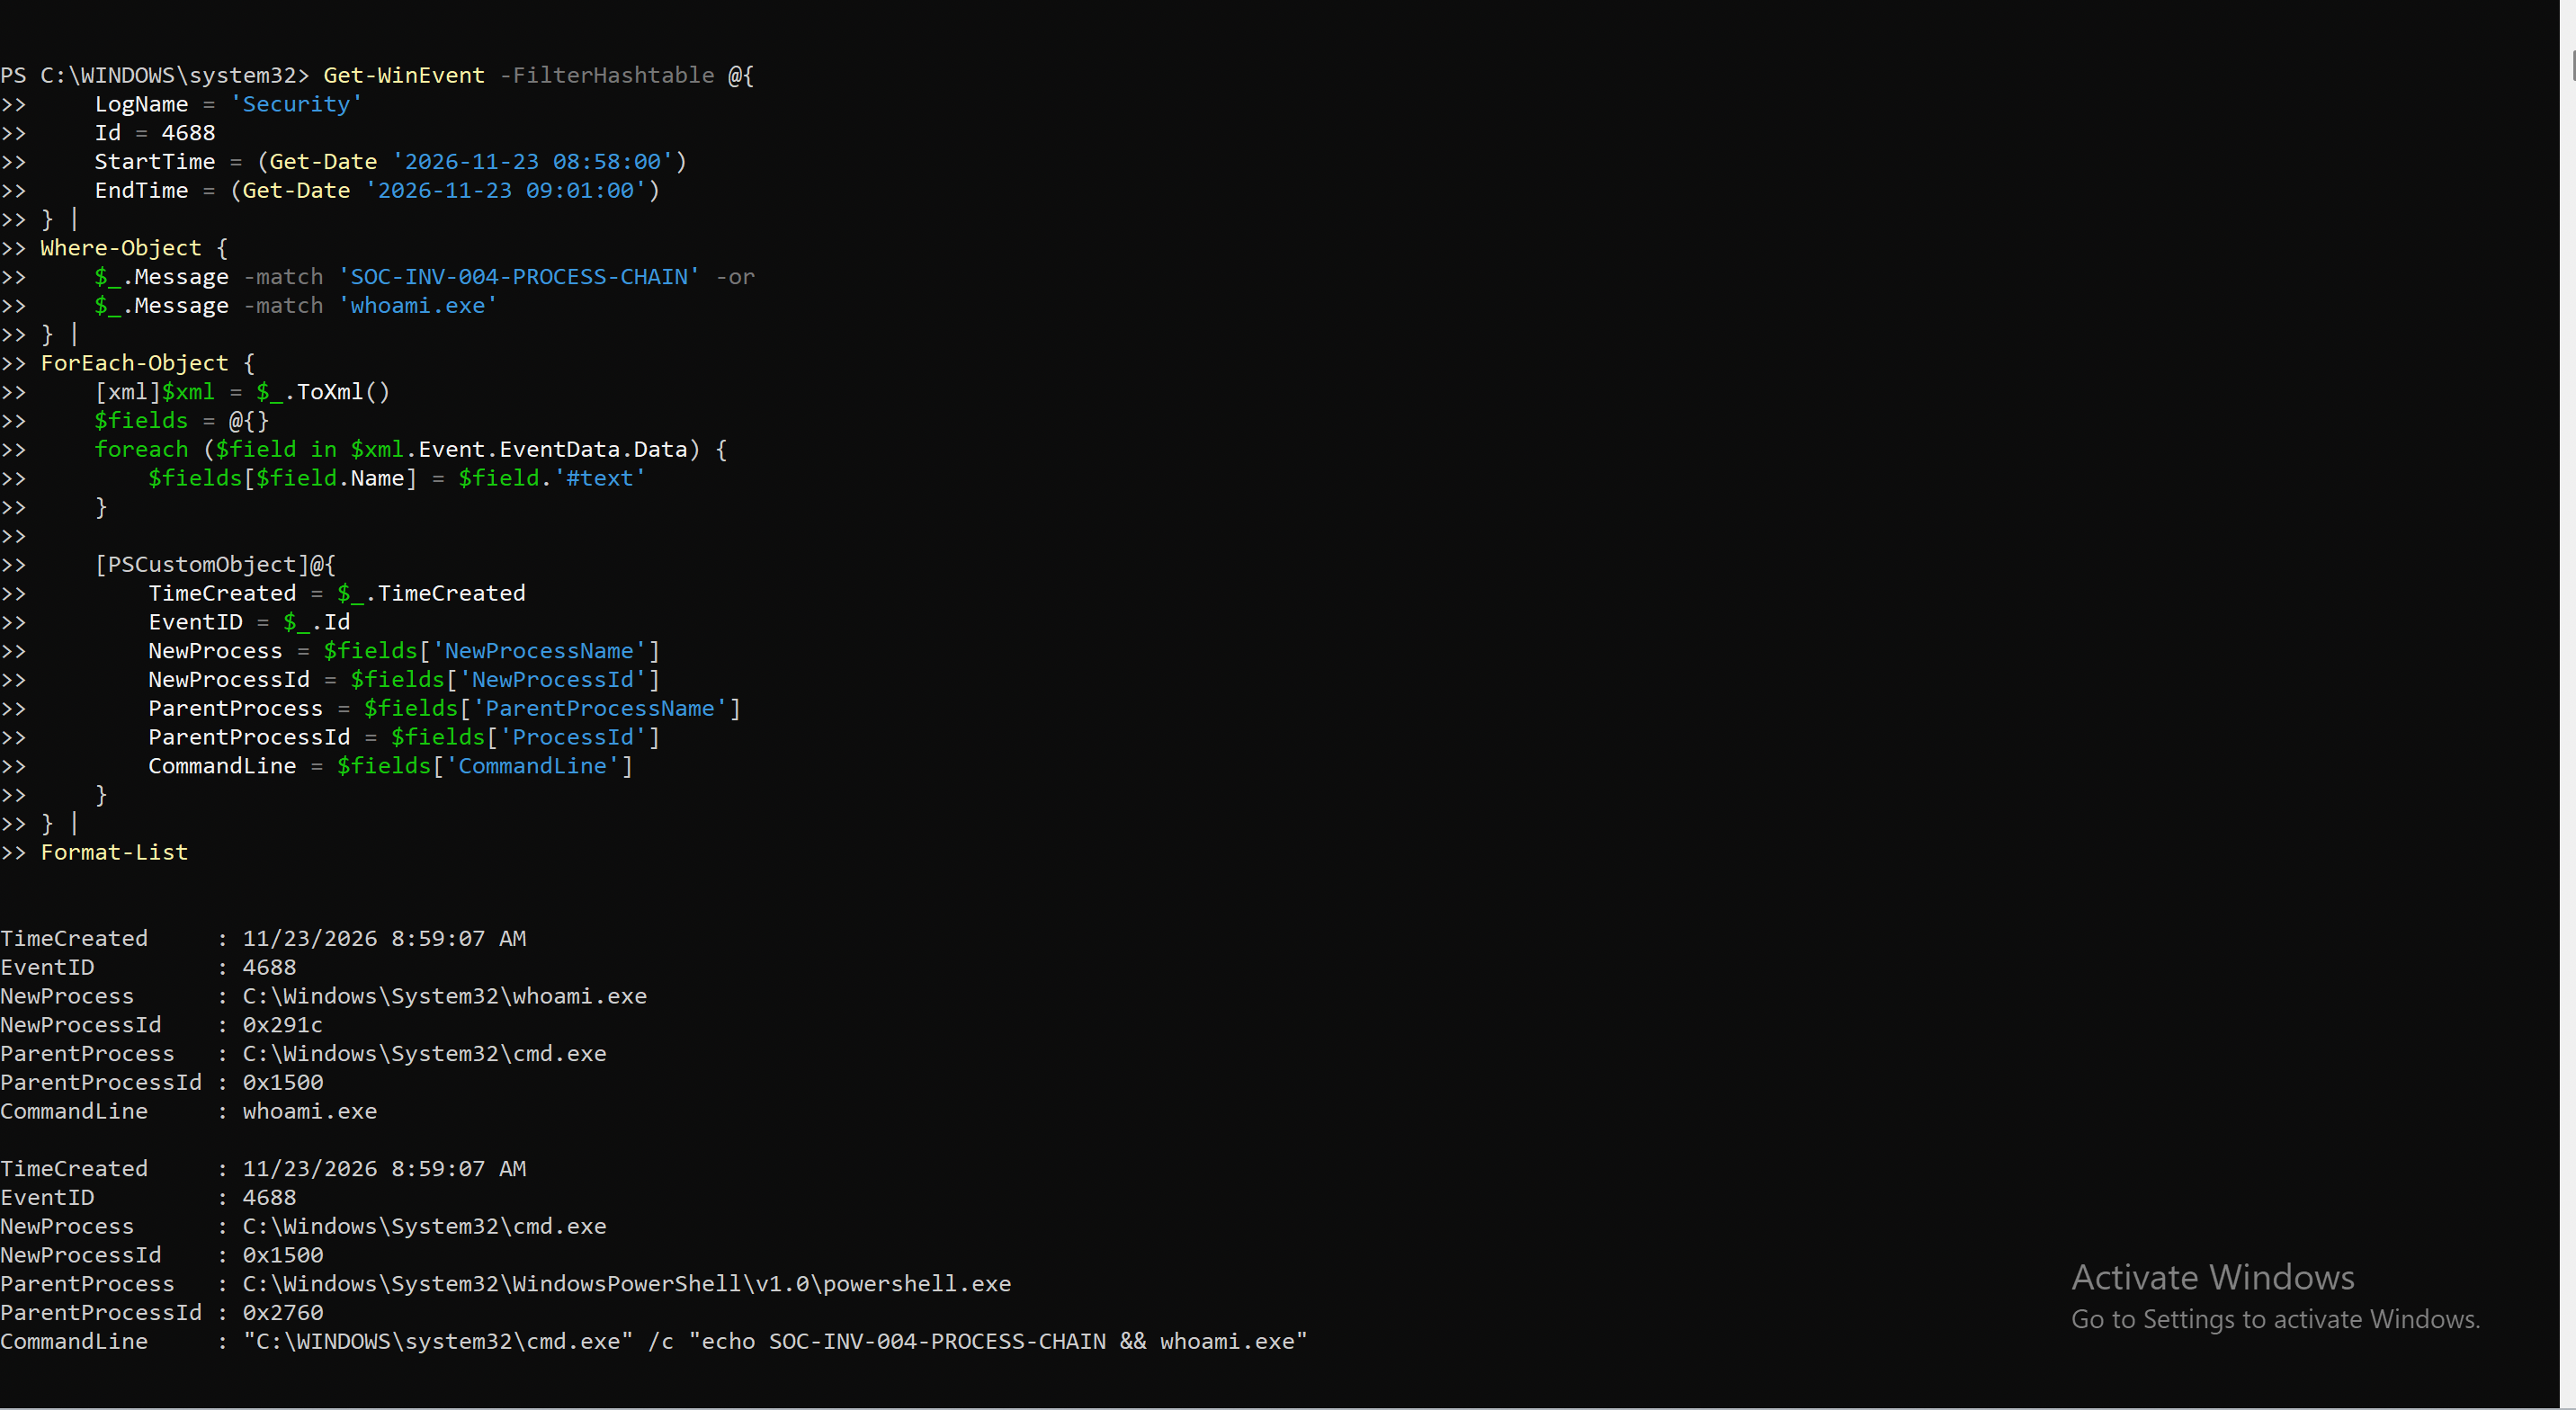 PS C:\WINDOWS\system32> Get-WinEvent -FilterHashtable @{
>>     LogName = 'Security'
>>     Id = 4688
>>     StartTime = (Get-Date '2026-11-23 08:58:00')
>>     EndTime = (Get-Date '2026-11-23 09:01:00')
>> } |
>> Where-Object {
>>     $_.Message -match 'SOC-INV-004-PROCESS-CHAIN' -or
>>     $_.Message -match 'whoami.exe'
>> } |
>> ForEach-Object {
>>     [xml]$xml = $_.ToXml()
>>     $fields = @{}
>>     foreach ($field in $xml.Event.EventData.Data) {
>>         $fields[$field.Name] = $field.'#text'
>>     }
>>
>>     [PSCustomObject]@{
>>         TimeCreated = $_.TimeCreated
>>         EventID = $_.Id
>>         NewProcess = $fields['NewProcessName']
>>         NewProcessId = $fields['NewProcessId']
>>         ParentProcess = $fields['ParentProcessName']
>>         ParentProcessId = $fields['ProcessId']
>>         CommandLine = $fields['CommandLine']
>>     }
>> } |
>> Format-List
TimeCreated     : 11/23/2026 8:59:07 AM
EventID         : 4688
NewProcess      : C:\Windows\System32\whoami.exe
NewProcessId    : 0x291c
ParentProcess   : C:\Windows\System32\cmd.exe
ParentProcessId : 0x1500
CommandLine     : whoami.exe
TimeCreated     : 11/23/2026 8:59:07 AM
EventID         : 4688
NewProcess      : C:\Windows\System32\cmd.exe
NewProcessId    : 0x1500
ParentProcess   : C:\Windows\System32\WindowsPowerShell\v1.0\powershell.exe
ParentProcessId : 0x2760
CommandLine     : "C:\WINDOWS\system32\cmd.exe" /c "echo SOC-INV-004-PROCESS-CHAIN && whoami.exe"
Activate Windows
Go to Settings to activate Windows.